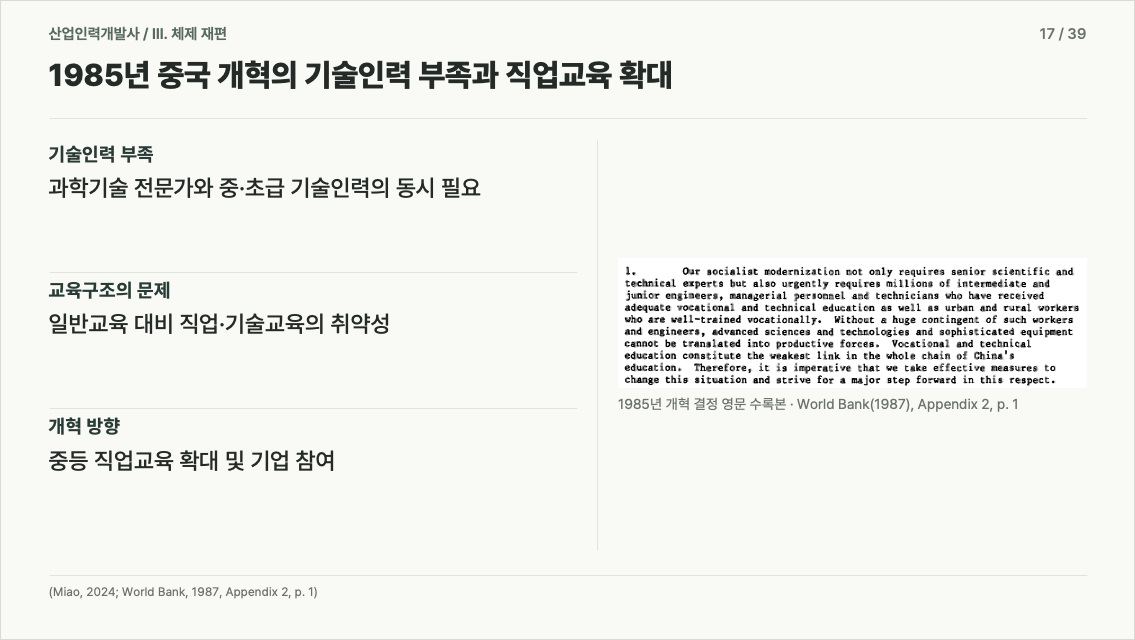 산업인력개발사 / III. 체제 재편
17 / 39
1985년 중국 개혁의 기술인력 부족과 직업교육 확대
기술인력 부족
과학기술 전문가와 중·초급 기술인력의 동시 필요
교육구조의 문제
일반교육 대비 직업·기술교육의 취약성
개혁 방향
중등 직업교육 확대 및 기업 참여
1. Our socialist modernization not only requires senior scientific and
technical experts but also urgently requires millions of intermediate and
junior engineers, managerial personnel and technicians who have received
adequate vocational and technical education as well as urban and rural workers
who are well-trained vocationally. Without a huge contingent of such workers
and engineers, advanced sciences and technologies and sophisticated equipment
cannot be translated into productive forces. Vocational and technical
education constitute the weakest link in the whole chain of China's
education. Therefore, it is imperative that we take effective measures to
change this situation and strive for a major step forward in this respect.
1985년 개혁 결정 영문 수록본 · World Bank(1987), Appendix 2, p. 1
(Miao, 2024; World Bank, 1987, Appendix 2, p. 1)